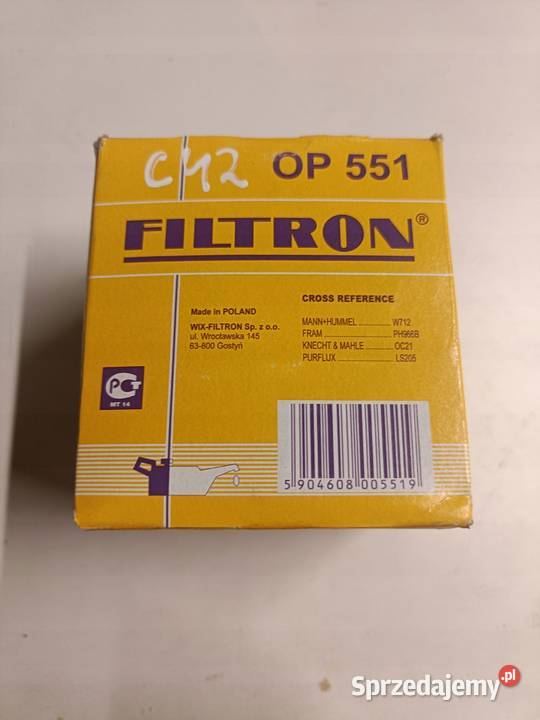 C42 OP 551
FILTRON®
Made in POLAND
WIX-FILTRON Sp. z o.o.
ul. Wrocławska 145
63-800 Gostyń
CROSS REFERENCE
MANN+HUMMEL .......... W712
FRAM .......... PH966B
KNECHT & MAHLE .......... OC21
PURFLUX .......... LS205
PCT
MT 14
5 904608 005519
Sprzedajemy.pl